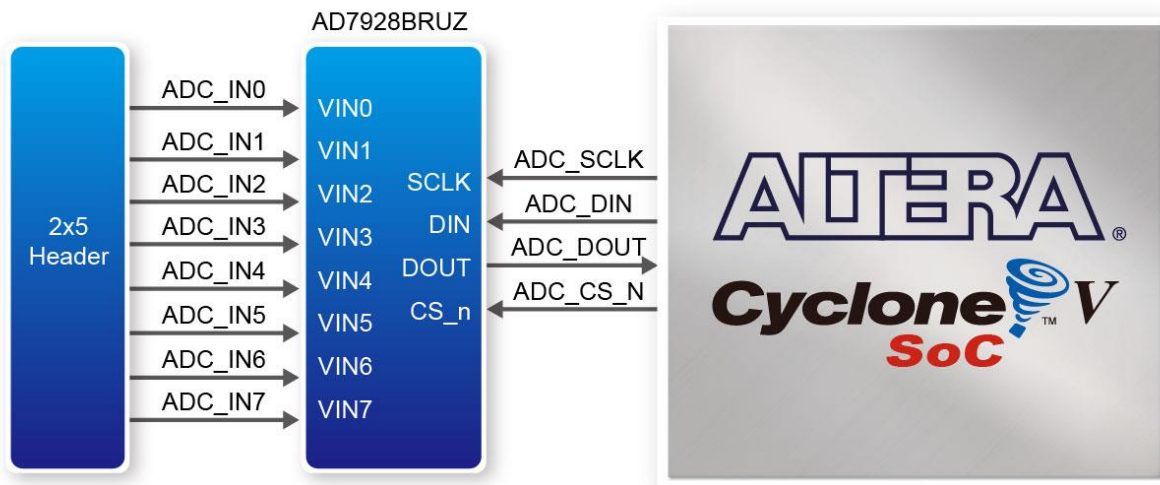 AD7928BRUZ
2x5
Header
ADC_IN0
ADC_IN1
ADC_IN2
ADC_IN3
ADC_IN4
ADC_IN5
ADC_IN6
ADC_IN7
VIN0
VIN1
VIN2
VIN3
VIN4
VIN5
VIN6
VIN7
SCLK
DIN
DOUT
CS_n
ADC_SCLK
ADC_DIN
ADC_DOUT
ADC_CS_N
ALTERA®
Cyclone™ V
SoC